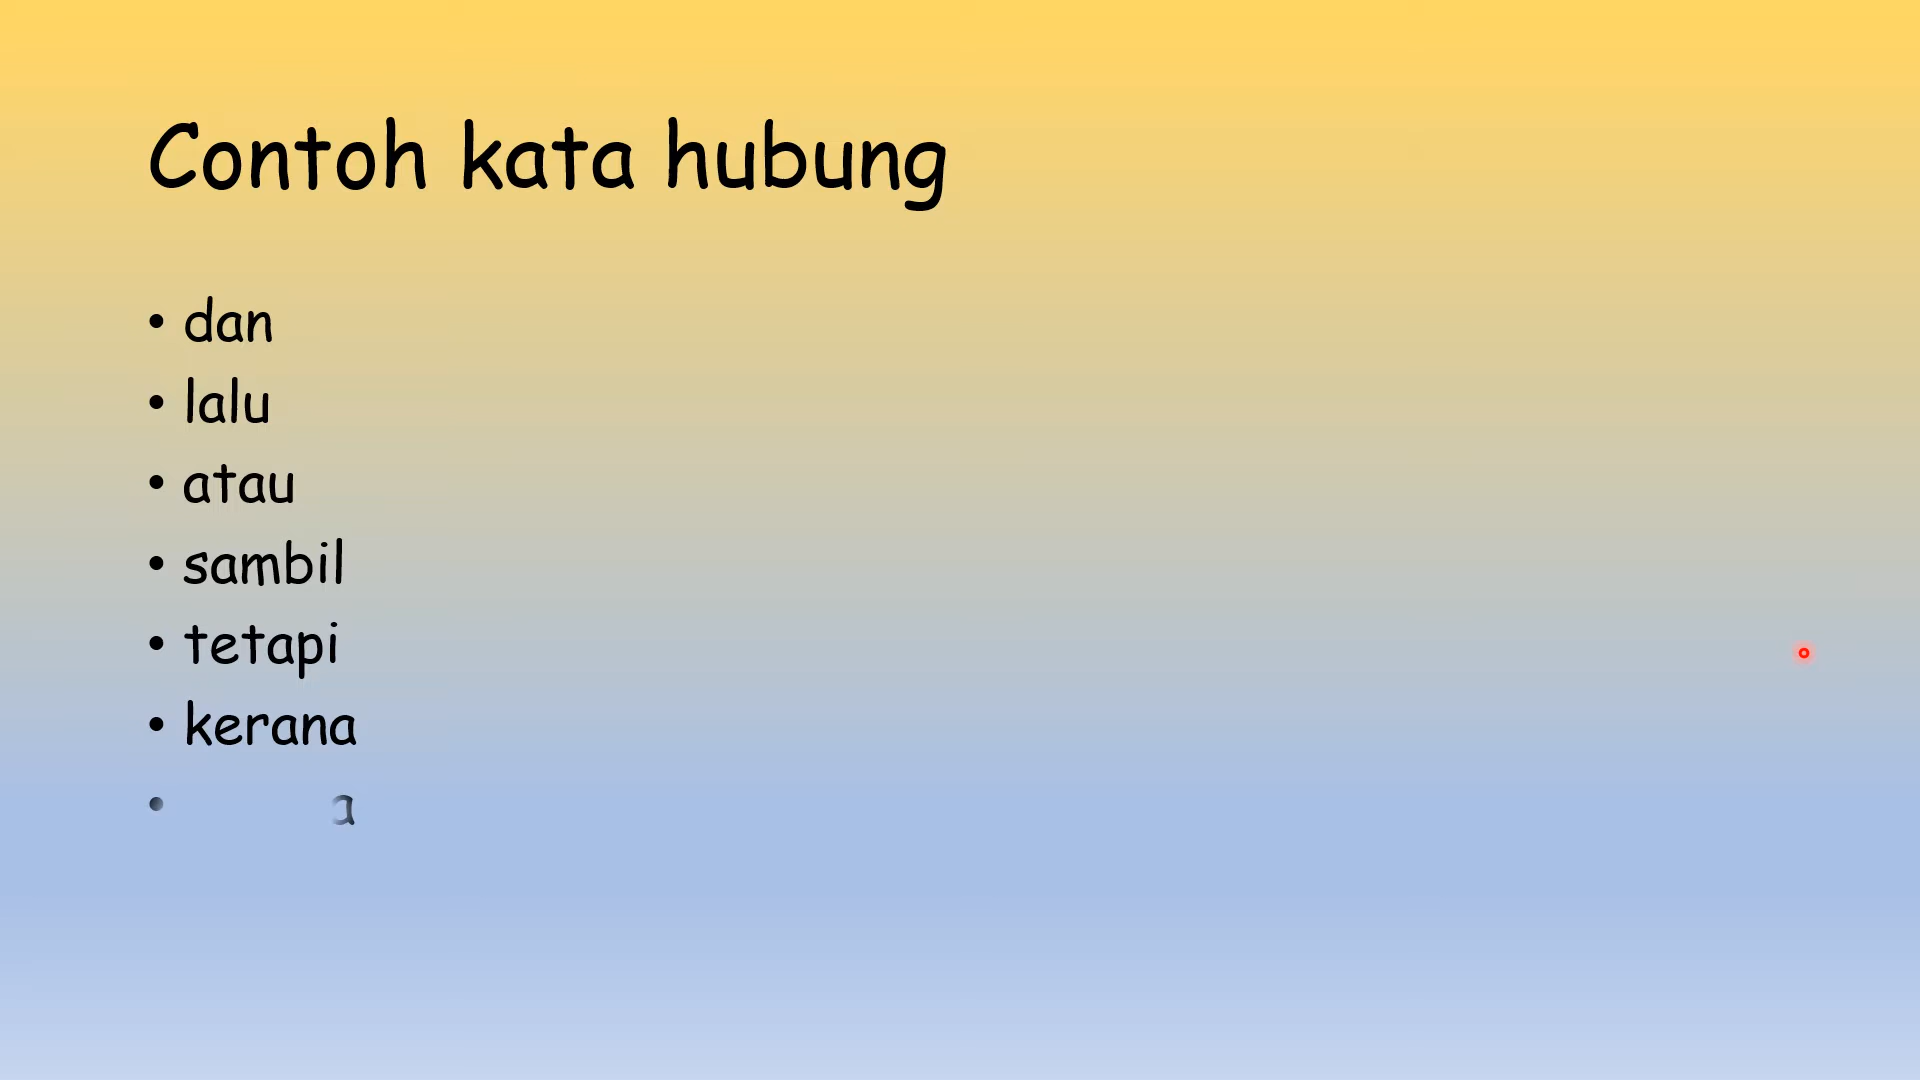 Contoh kata hubung
• dan
• lalu
• atau
• sambil
• tetapi
• kerana